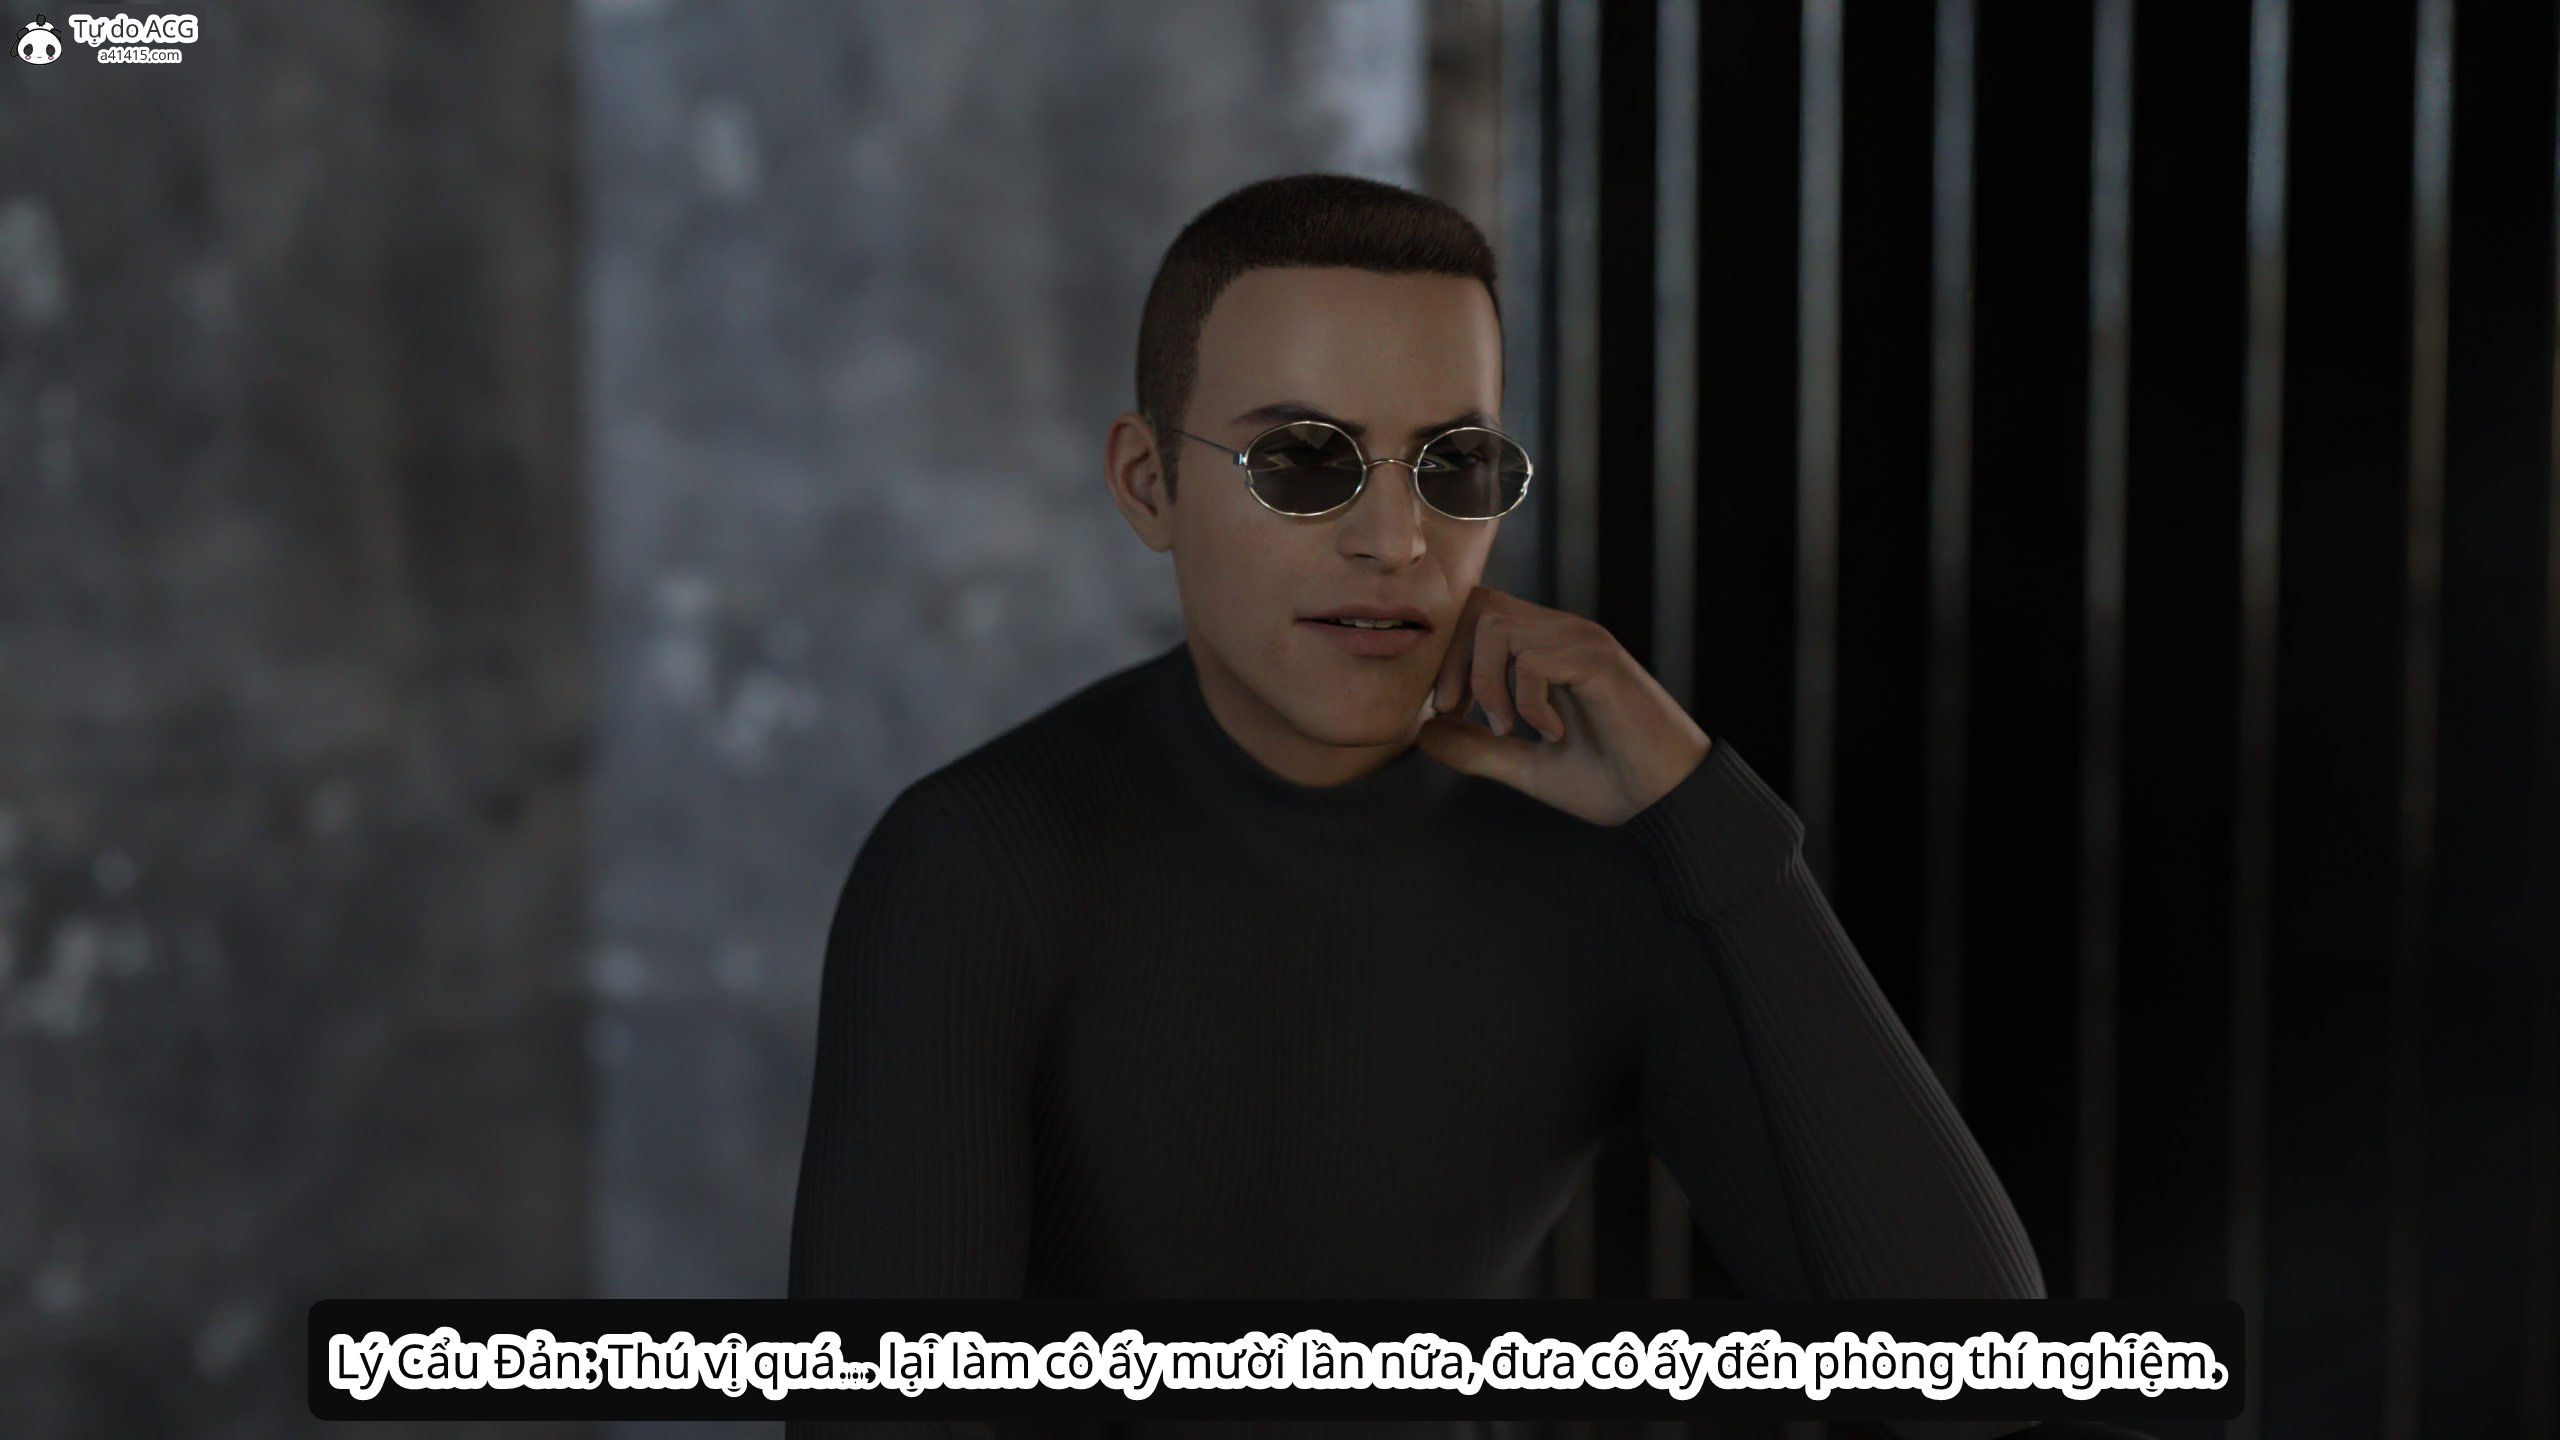 Tự do ACG
a41415.com
Lý Cẩu Đản: Thú vị quá... lại làm cô ấy mười lần nữa, đưa cô ấy đến phòng thí nghiệm.